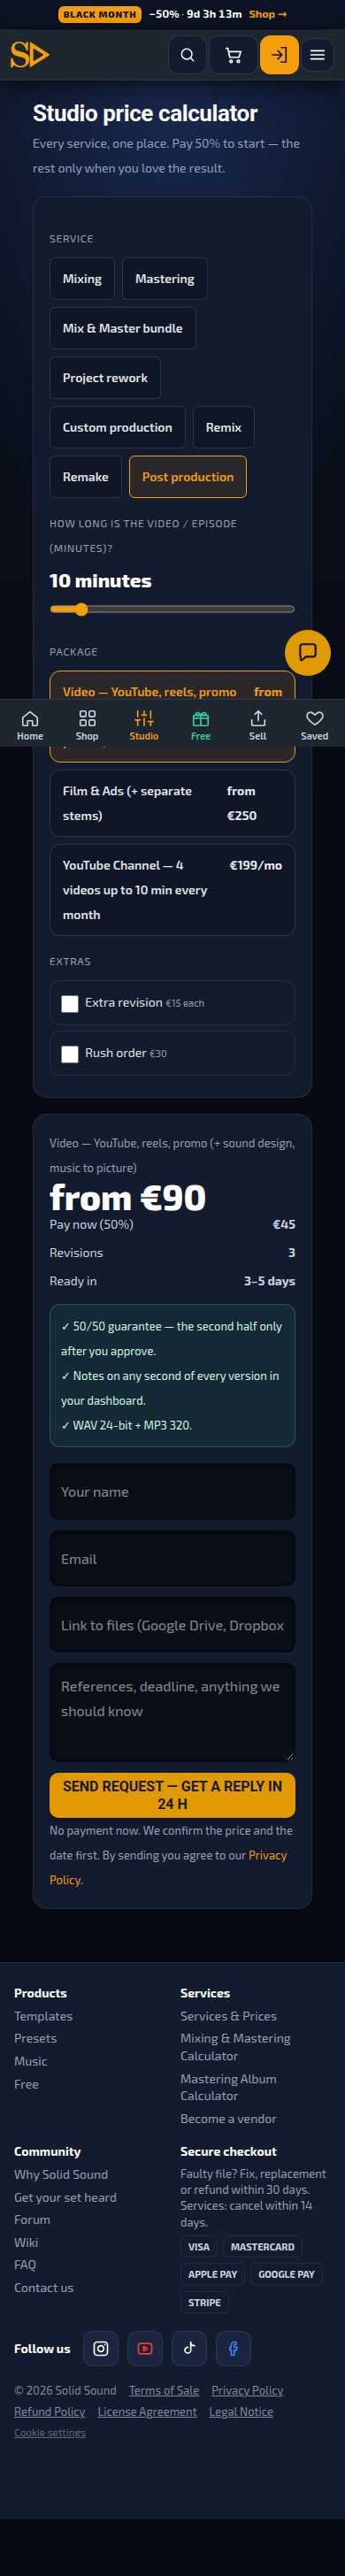 BLACK MONTH −50% · 9d 3h 13m Shop →
Studio price calculator
Every service, one place. Pay 50% to start — the
rest only when you love the result.
SERVICE
Mixing
Mastering
Mix & Master bundle
Project rework
Custom production
Remix
Remake
Post production
HOW LONG IS THE VIDEO / EPISODE
(MINUTES)?
10 minutes
PACKAGE
Video — YouTube, reels, promo from
Home
Shop
Studio
Free
Sell
Saved
Film & Ads (+ separate from
stems) €250
YouTube Channel — 4 €199/mo
videos up to 10 min every
month
EXTRAS
Extra revision €15 each
Rush order €30
Video — YouTube, reels, promo (+ sound design,
music to picture)
from €90
Pay now (50%) €45
Revisions 3
Ready in 3–5 days
✓ 50/50 guarantee — the second half only
after you approve.
✓ Notes on any second of every version in
your dashboard.
✓ WAV 24-bit + MP3 320.
Your name
Email
Link to files (Google Drive, Dropbox
References, deadline, anything we
should know
SEND REQUEST — GET A REPLY IN
24 H
No payment now. We confirm the price and the
date first. By sending you agree to our Privacy
Policy.
Products
Templates
Presets
Music
Free
Services
Services & Prices
Mixing & Mastering
Calculator
Mastering Album
Calculator
Become a vendor
Community
Why Solid Sound
Get your set heard
Forum
Wiki
FAQ
Contact us
Secure checkout
Faulty file? Fix, replacement
or refund within 30 days.
Services: cancel within 14
days.
VISA
MASTERCARD
APPLE PAY
GOOGLE PAY
STRIPE
Follow us
© 2026 Solid Sound Terms of Sale Privacy Policy
Refund Policy License Agreement Legal Notice
Cookie settings